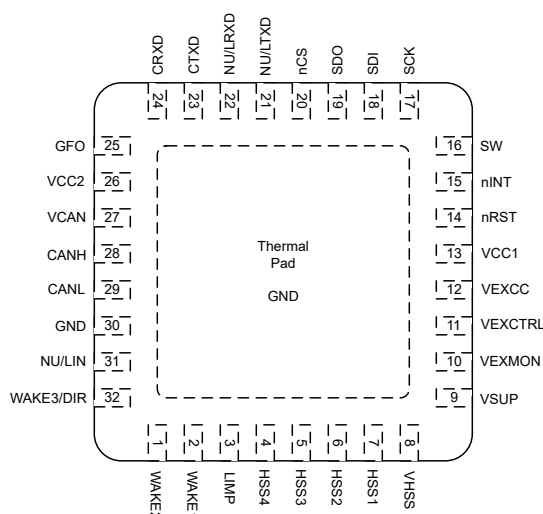 CRXD
CTXD
NU/LRXD
NU/LTXD
nCS
SDO
SDI
SCK
24
23
22
21
20
19
18
17
GFO 25
VCC2 26
VCAN 27
CANH 28
CANL 29
GND 30
NU/LIN 31
WAKE3/DIR 32
Thermal
Pad
GND
16 SW
15 nINT
14 nRST
13 VCC1
12 VEXCC
11 VEXCTRL
10 VEXMON
9 VSUP
1
2
3
4
5
6
7
8
LIMP
HSS4
HSS3
HSS2
HSS1
VHSS